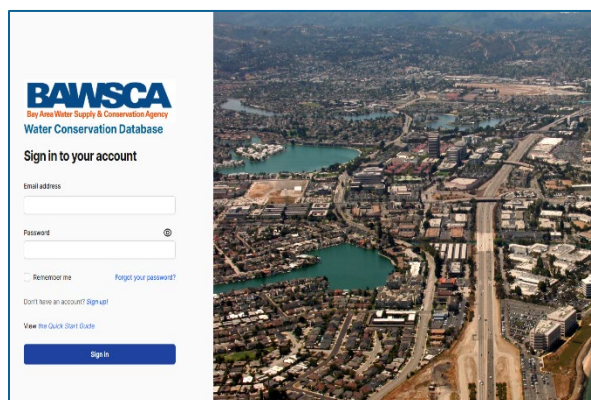 BAWSCA
Bay Area Water Supply & Conservation Agency
Water Conservation Database
Sign in to your account
Email address
Password
Remember me Forgot your password?
Don't have an account? Sign up!
View the Quick Start Guide
Sign in